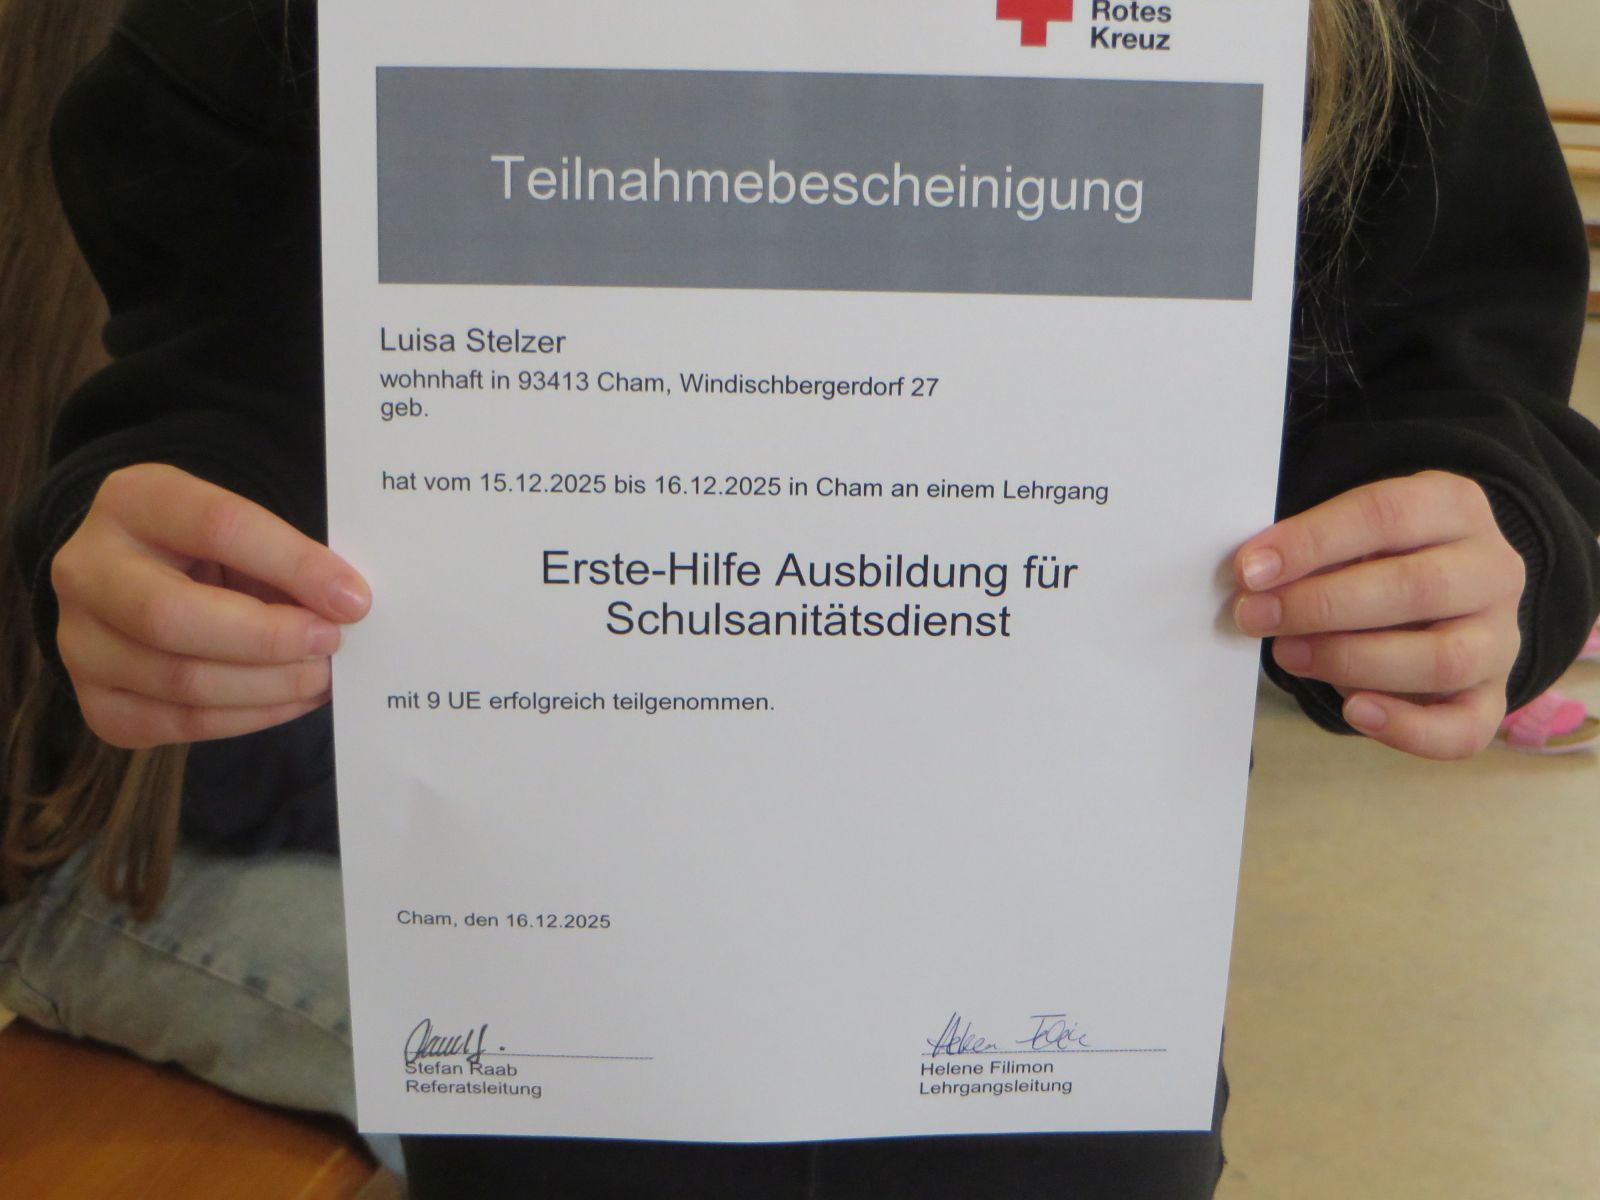 Rotes
Kreuz
Teilnahmebescheinigung
Luisa Stelzer
wohnhaft in 93413 Cham, Windischbergerdorf 27
geb.
hat vom 15.12.2025 bis 16.12.2025 in Cham an einem Lehrgang
Erste-Hilfe Ausbildung für
Schulsanitätsdienst
mit 9 UE erfolgreich teilgenommen.
Cham, den 16.12.2025
Stefan Raab
Referatsleitung
Helene Filimon
Lehrgangsleitung